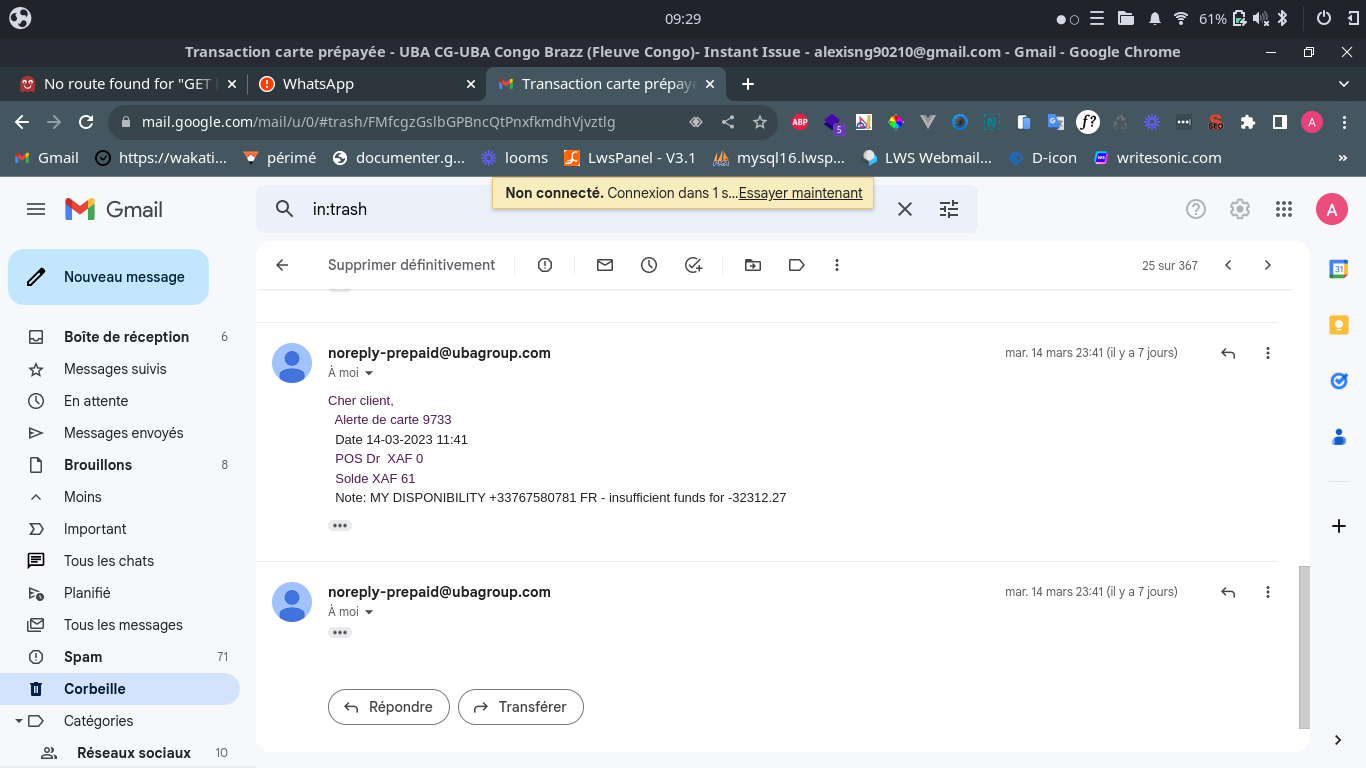 09:29
61%
Transaction carte prépayée - UBA CG-UBA Congo Brazz (Fleuve Congo)- Instant Issue - alexisng90210@gmail.com - Gmail - Google Chrome
No route found for "GET
WhatsApp
Transaction carte prépayé
mail.google.com/mail/u/0/#trash/FMfcgzGslbGPBncQtPnxfkmdhVjvztlg
ABP
5
f?
SEO
A
Gmail
https://wakati...
périmé
documenter.g...
looms
LwsPanel - V3.1
mysql16.lwsp...
LWS Webmail...
D-icon
writesonic.com
»
Gmail
in:trash
Non connecté. Connexion dans 1 s... Essayer maintenant
A
Nouveau message
Supprimer définitivement
25 sur 367
31
Boîte de réception 6
Messages suivis
En attente
Messages envoyés
Brouillons 8
Moins
Important
Tous les chats
Planifié
Tous les messages
Spam 71
Corbeille
Catégories
Réseaux sociaux 10
noreply-prepaid@ubagroup.com
mar. 14 mars 23:41 (il y a 7 jours)
À moi
Cher client,
Alerte de carte 9733
Date 14-03-2023 11:41
POS Dr XAF 0
Solde XAF 61
Note: MY DISPONIBILITY +33767580781 FR - insufficient funds for -32312.27
noreply-prepaid@ubagroup.com
mar. 14 mars 23:41 (il y a 7 jours)
À moi
Répondre
Transférer